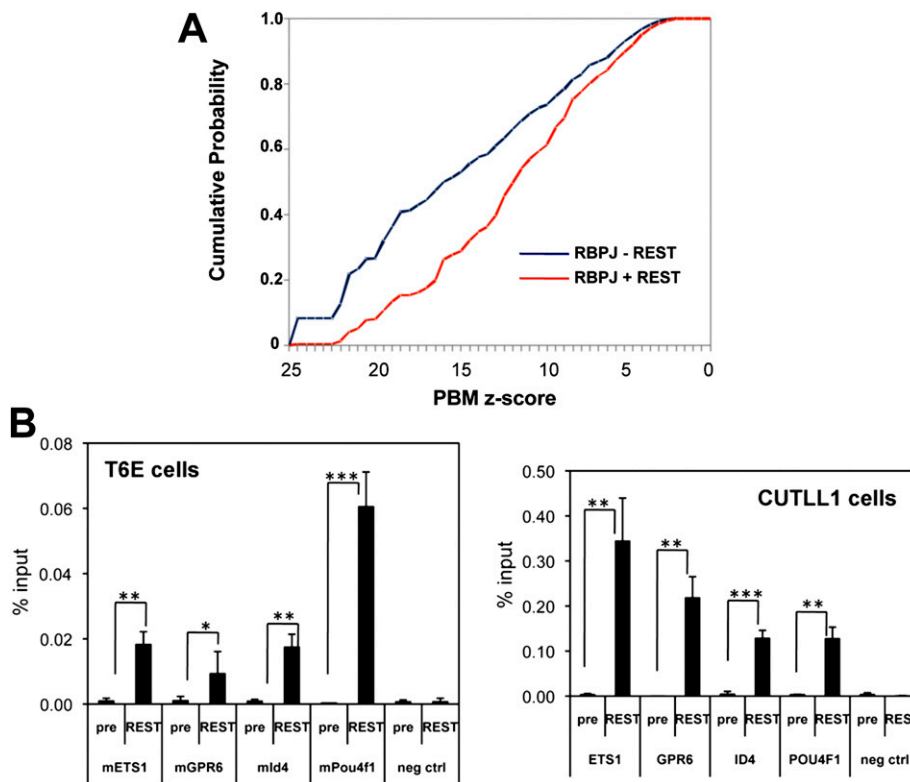 A
Cumulative Probability
1.0
0.8
0.6
0.4
0.2
0
RBPJ - REST
RBPJ + REST
25 20 15 10 5 0
PBM z-score
B
T6E cells
% input
0.08
0.06
0.04
0.02
0.00
** * ** ***
pre REST pre REST pre REST pre REST pre REST
mETS1 mGPR6 mId4 mPou4f1 neg ctrl
CUTLL1 cells
% input
0.50
0.40
0.30
0.20
0.10
0.00
** ** *** **
pre REST pre REST pre REST pre REST pre REST
ETS1 GPR6 ID4 POU4F1 neg ctrl